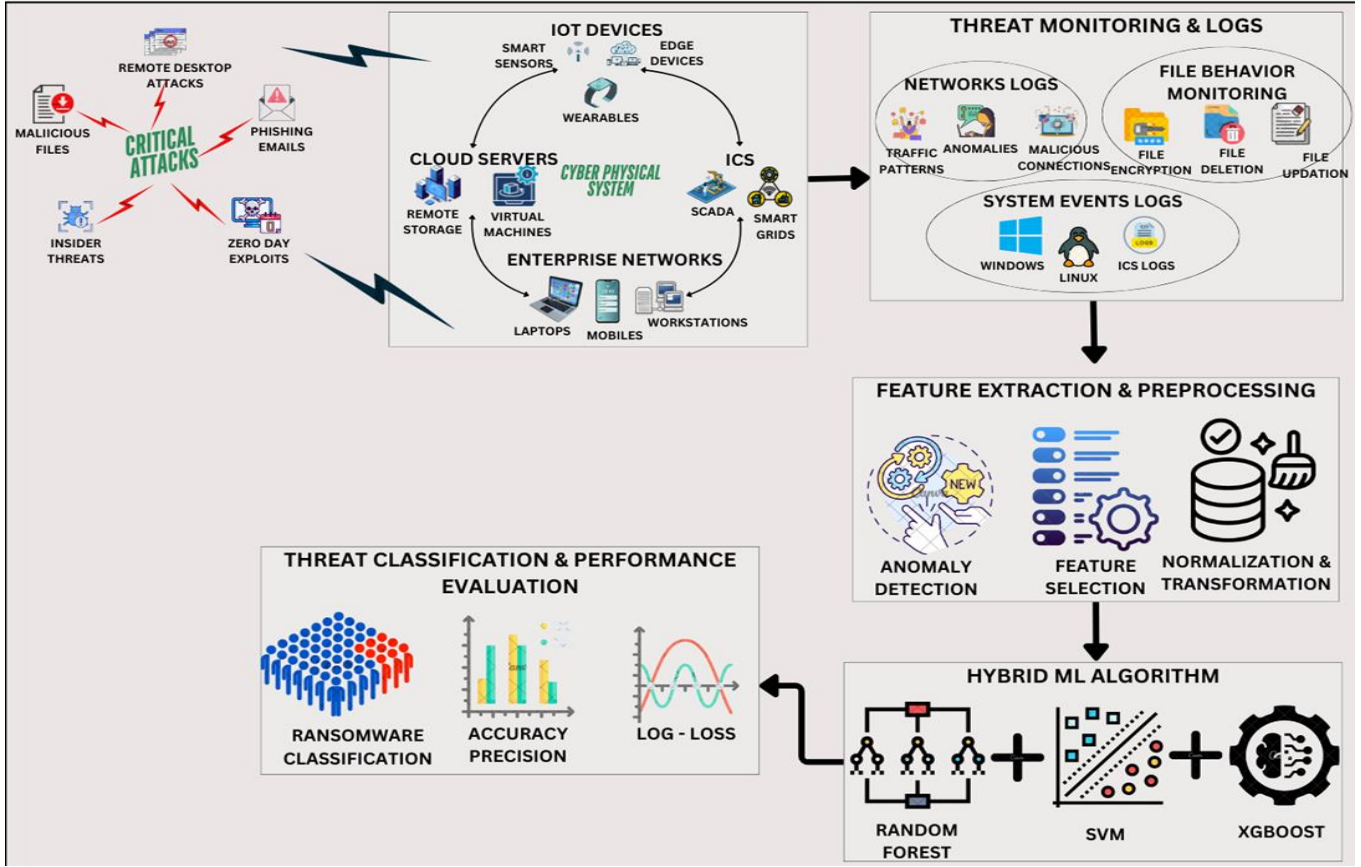 REMOTE DESKTOP
ATTACKS
MALIICIOUS
FILES
CRITICAL
ATTACKS
PHISHING
EMAILS
INSIDER
THREATS
ZERO DAY
EXPLOITS
IOT DEVICES
SMART
SENSORS
EDGE
DEVICES
WEARABLES
CLOUD SERVERS
REMOTE
STORAGE
VIRTUAL
MACHINES
CYBER PHYSICAL
SYSTEM
ICS
SCADA
SMART
GRIDS
ENTERPRISE NETWORKS
LAPTOPS
MOBILES
WORKSTATIONS
THREAT MONITORING & LOGS
NETWORKS LOGS
TRAFFIC
PATTERNS
ANOMALIES
MALICIOUS
CONNECTIONS
FILE BEHAVIOR
MONITORING
FILE
ENCRYPTION
FILE
DELETION
FILE
UPDATION
SYSTEM EVENTS LOGS
WINDOWS
LINUX
LOGS
ICS LOGS
FEATURE EXTRACTION & PREPROCESSING
NEW
ANOMALY
DETECTION
FEATURE
SELECTION
NORMALIZATION &
TRANSFORMATION
HYBRID ML ALGORITHM
RANDOM
FOREST
SVM
XGBOOST
THREAT CLASSIFICATION & PERFORMANCE
EVALUATION
RANSOMWARE
CLASSIFICATION
ACCURACY
PRECISION
LOG - LOSS